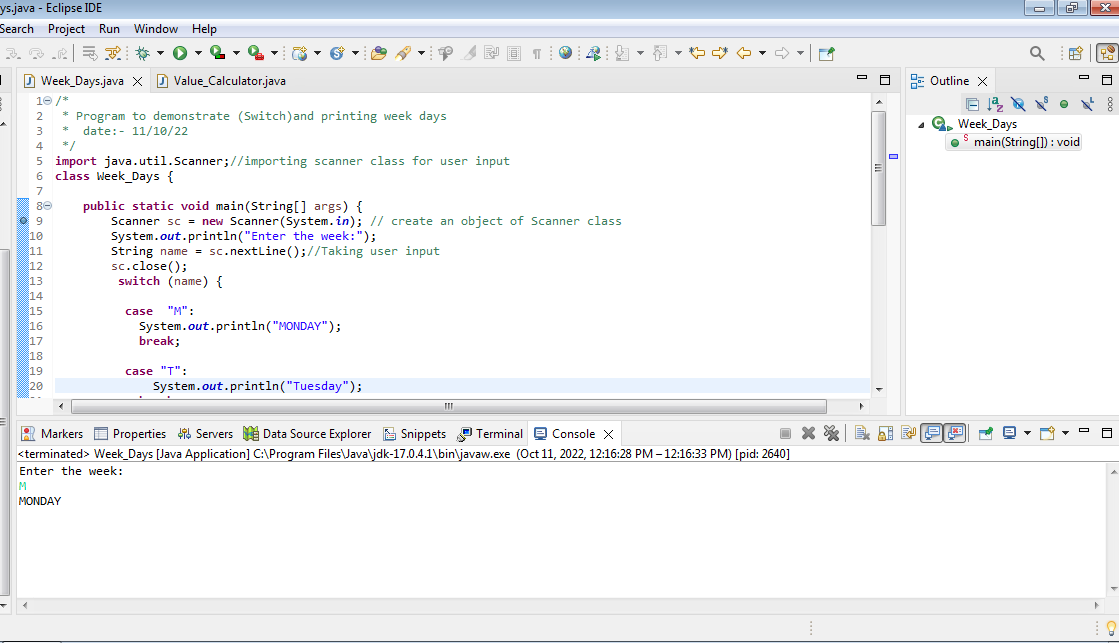 ys.java - Eclipse IDE
Search Project Run Window Help
Week_Days.java Value_Calculator.java
1 /*
2  * Program to demonstrate (Switch)and printing week days
3  *  date:- 11/10/22
4  */
5 import java.util.Scanner;//importing scanner class for user input
6 class Week_Days {
7
8     public static void main(String[] args) {
9         Scanner sc = new Scanner(System.in); // create an object of Scanner class
10         System.out.println("Enter the week:");
11         String name = sc.nextLine();//Taking user input
12         sc.close();
13          switch (name) {
14
15           case  "M":
16             System.out.println("MONDAY");
17             break;
18
19           case "T":
20               System.out.println("Tuesday");
Outline
Week_Days
S main(String[]) : void
Markers Properties Servers Data Source Explorer Snippets Terminal Console
<terminated> Week_Days [Java Application] C:\Program Files\Java\jdk-17.0.4.1\bin\javaw.exe (Oct 11, 2022, 12:16:28 PM – 12:16:33 PM) [pid: 2640]
Enter the week:
M
MONDAY